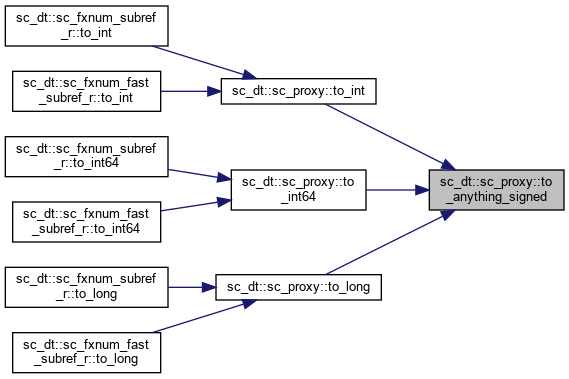 sc_dt::sc_fxnum_subref
_r::to_int
sc_dt::sc_fxnum_fast
_subref_r::to_int
sc_dt::sc_proxy::to_int
sc_dt::sc_fxnum_subref
_r::to_int64
sc_dt::sc_fxnum_fast
_subref_r::to_int64
sc_dt::sc_proxy::to
_int64
sc_dt::sc_proxy::to
_anything_signed
sc_dt::sc_fxnum_subref
_r::to_long
sc_dt::sc_fxnum_fast
_subref_r::to_long
sc_dt::sc_proxy::to_long